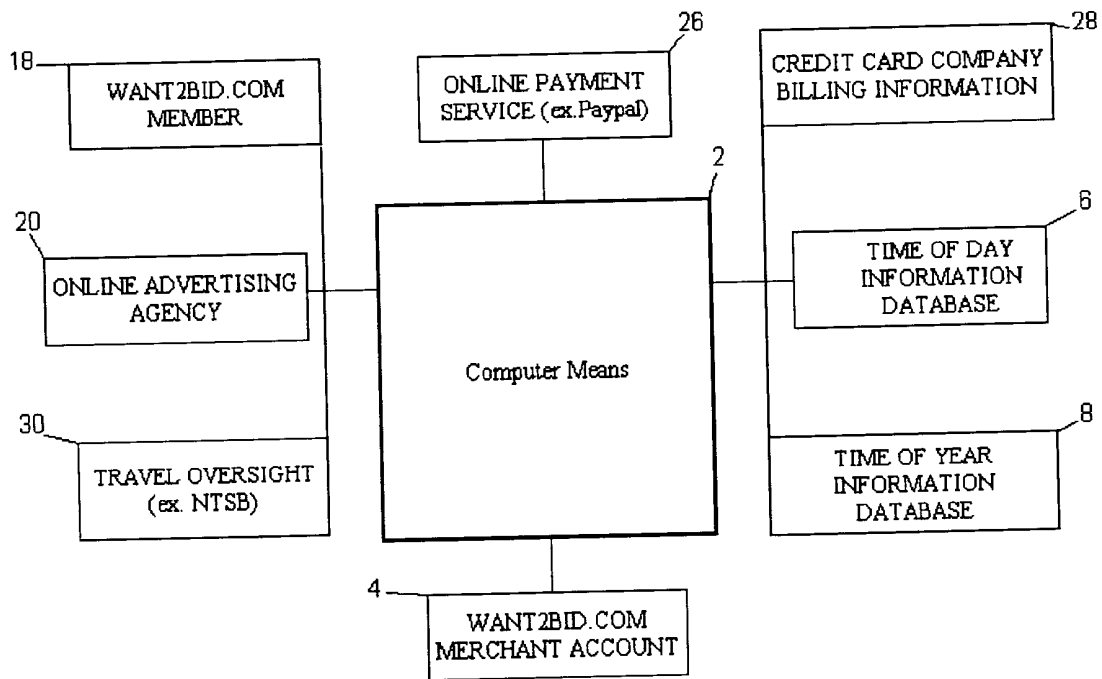 18
WANT2BID.COM
MEMBER
26
ONLINE PAYMENT
SERVICE (ex.Paypal)
28
CREDIT CARD COMPANY
BILLING INFORMATION
20
ONLINE ADVERTISING
AGENCY
2
Computer Means
6
TIME OF DAY
INFORMATION
DATABASE
30
TRAVEL OVERSIGHT
(ex. NTSB)
8
TIME OF YEAR
INFORMATION
DATABASE
4
WANT2BID.COM
MERCHANT ACCOUNT